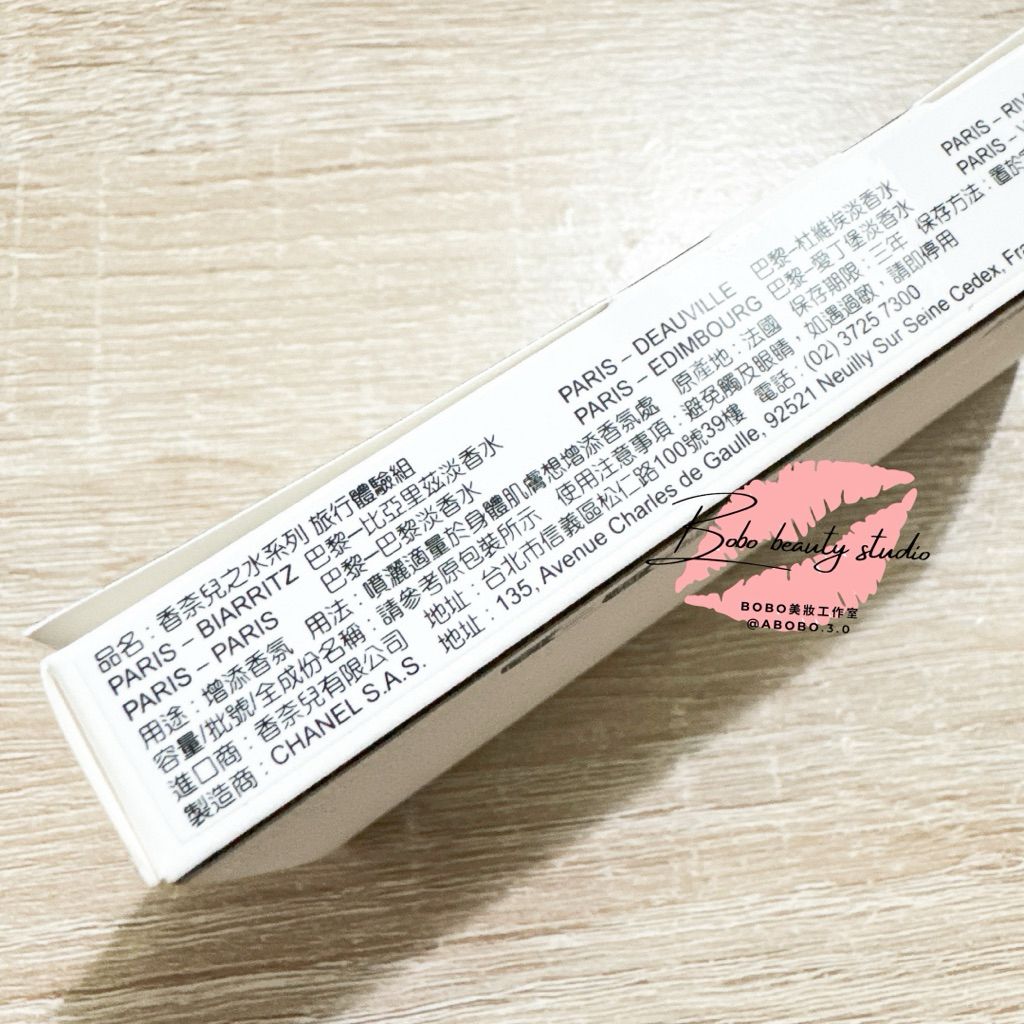 品名：香奈兒之水系列 旅行體驗組
PARIS – BIARRITZ 巴黎–比亞里茲淡香水 PARIS – DEAUVILLE 巴黎–杜維埃淡香水 PARIS –
PARIS – PARIS 巴黎–巴黎淡香水 PARIS – EDIMBOURG 巴黎–愛丁堡淡香水 PARIS –
用途：增添香氛 用法：噴灑適量於身體肌膚想增添香氛處 原產地：法國 保存期限：三年 保存方法：置於
容量/批號/全成份名稱：請參考原包裝所示 使用注意事項：避免觸及眼睛，如遇過敏，請即停用
進口商：香奈兒有限公司 地址：台北市信義區松仁路100號39樓 電話：(02) 3725 7300
製造商：CHANEL S.A.S. 地址：135, Avenue Charles de Gaulle, 92521 Neuilly Sur Seine Cedex,
Bobo beauty studio
BOBO美妝工作室
@ABOBO.3.0